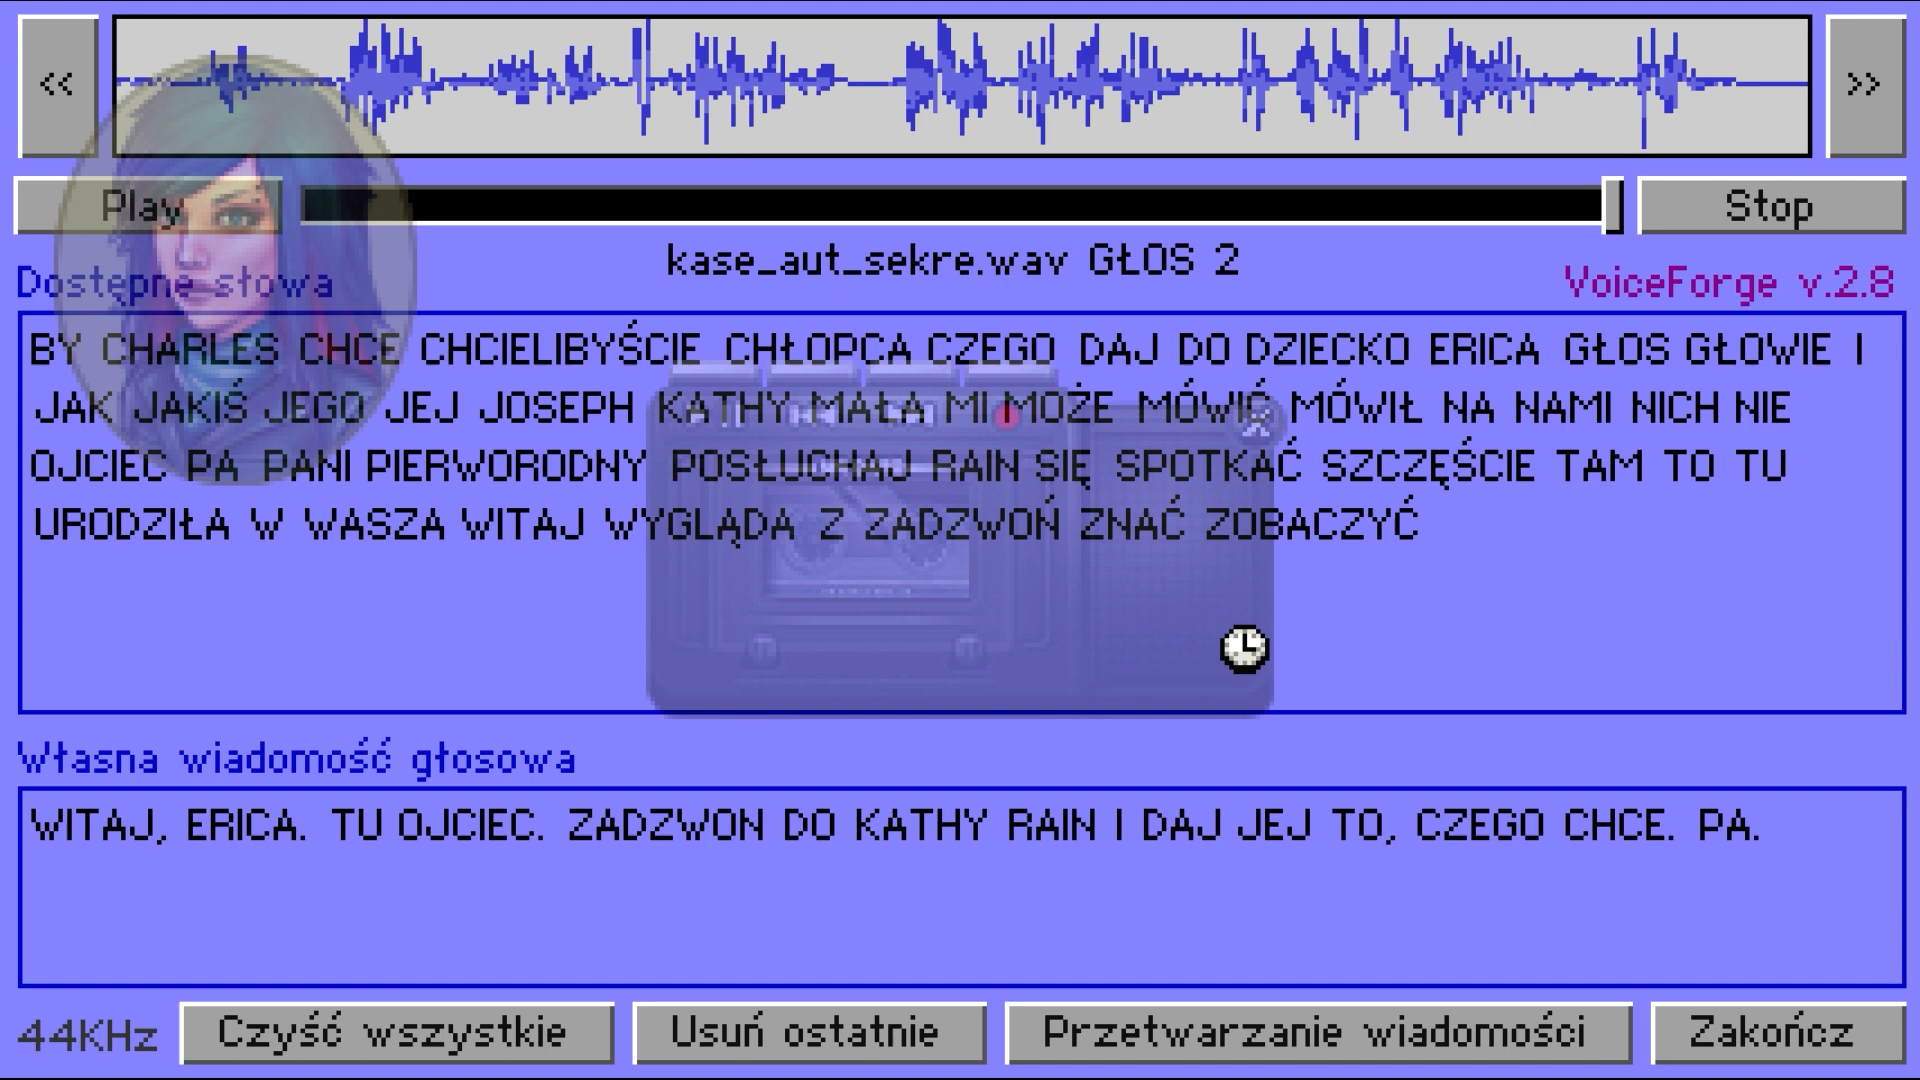 << >>
Play Stop
kase_aut_sekre.wav GŁOS 2
Dostępne słowa VoiceForge v.2.8
BY CHARLES CHCE CHCIELIBYŚCIE CHŁOPCA CZEGO DAJ DO DZIECKO ERICA GŁOS GŁOWIE I
JAK JAKIŚ JEGO JEJ JOSEPH KATHY MAŁA MI MOŻE MÓWIĆ MÓWIŁ NA NAMI NICH NIE
OJCIEC PA PANI PIERWORODNY POSŁUCHAJ RAIN SIĘ SPOTKAĆ SZCZĘŚCIE TAM TO TU
URODZIŁA W WASZA WITAJ WYGLĄDA Z ZADZWOŃ ZNAĆ ZOBACZYĆ
Własna wiadomość głosowa
WITAJ, ERICA. TU OJCIEC. ZADZWON DO KATHY RAIN I DAJ JEJ TO, CZEGO CHCE. PA.
44KHz Czyść wszystkie Usuń ostatnie Przetwarzanie wiadomości Zakończ